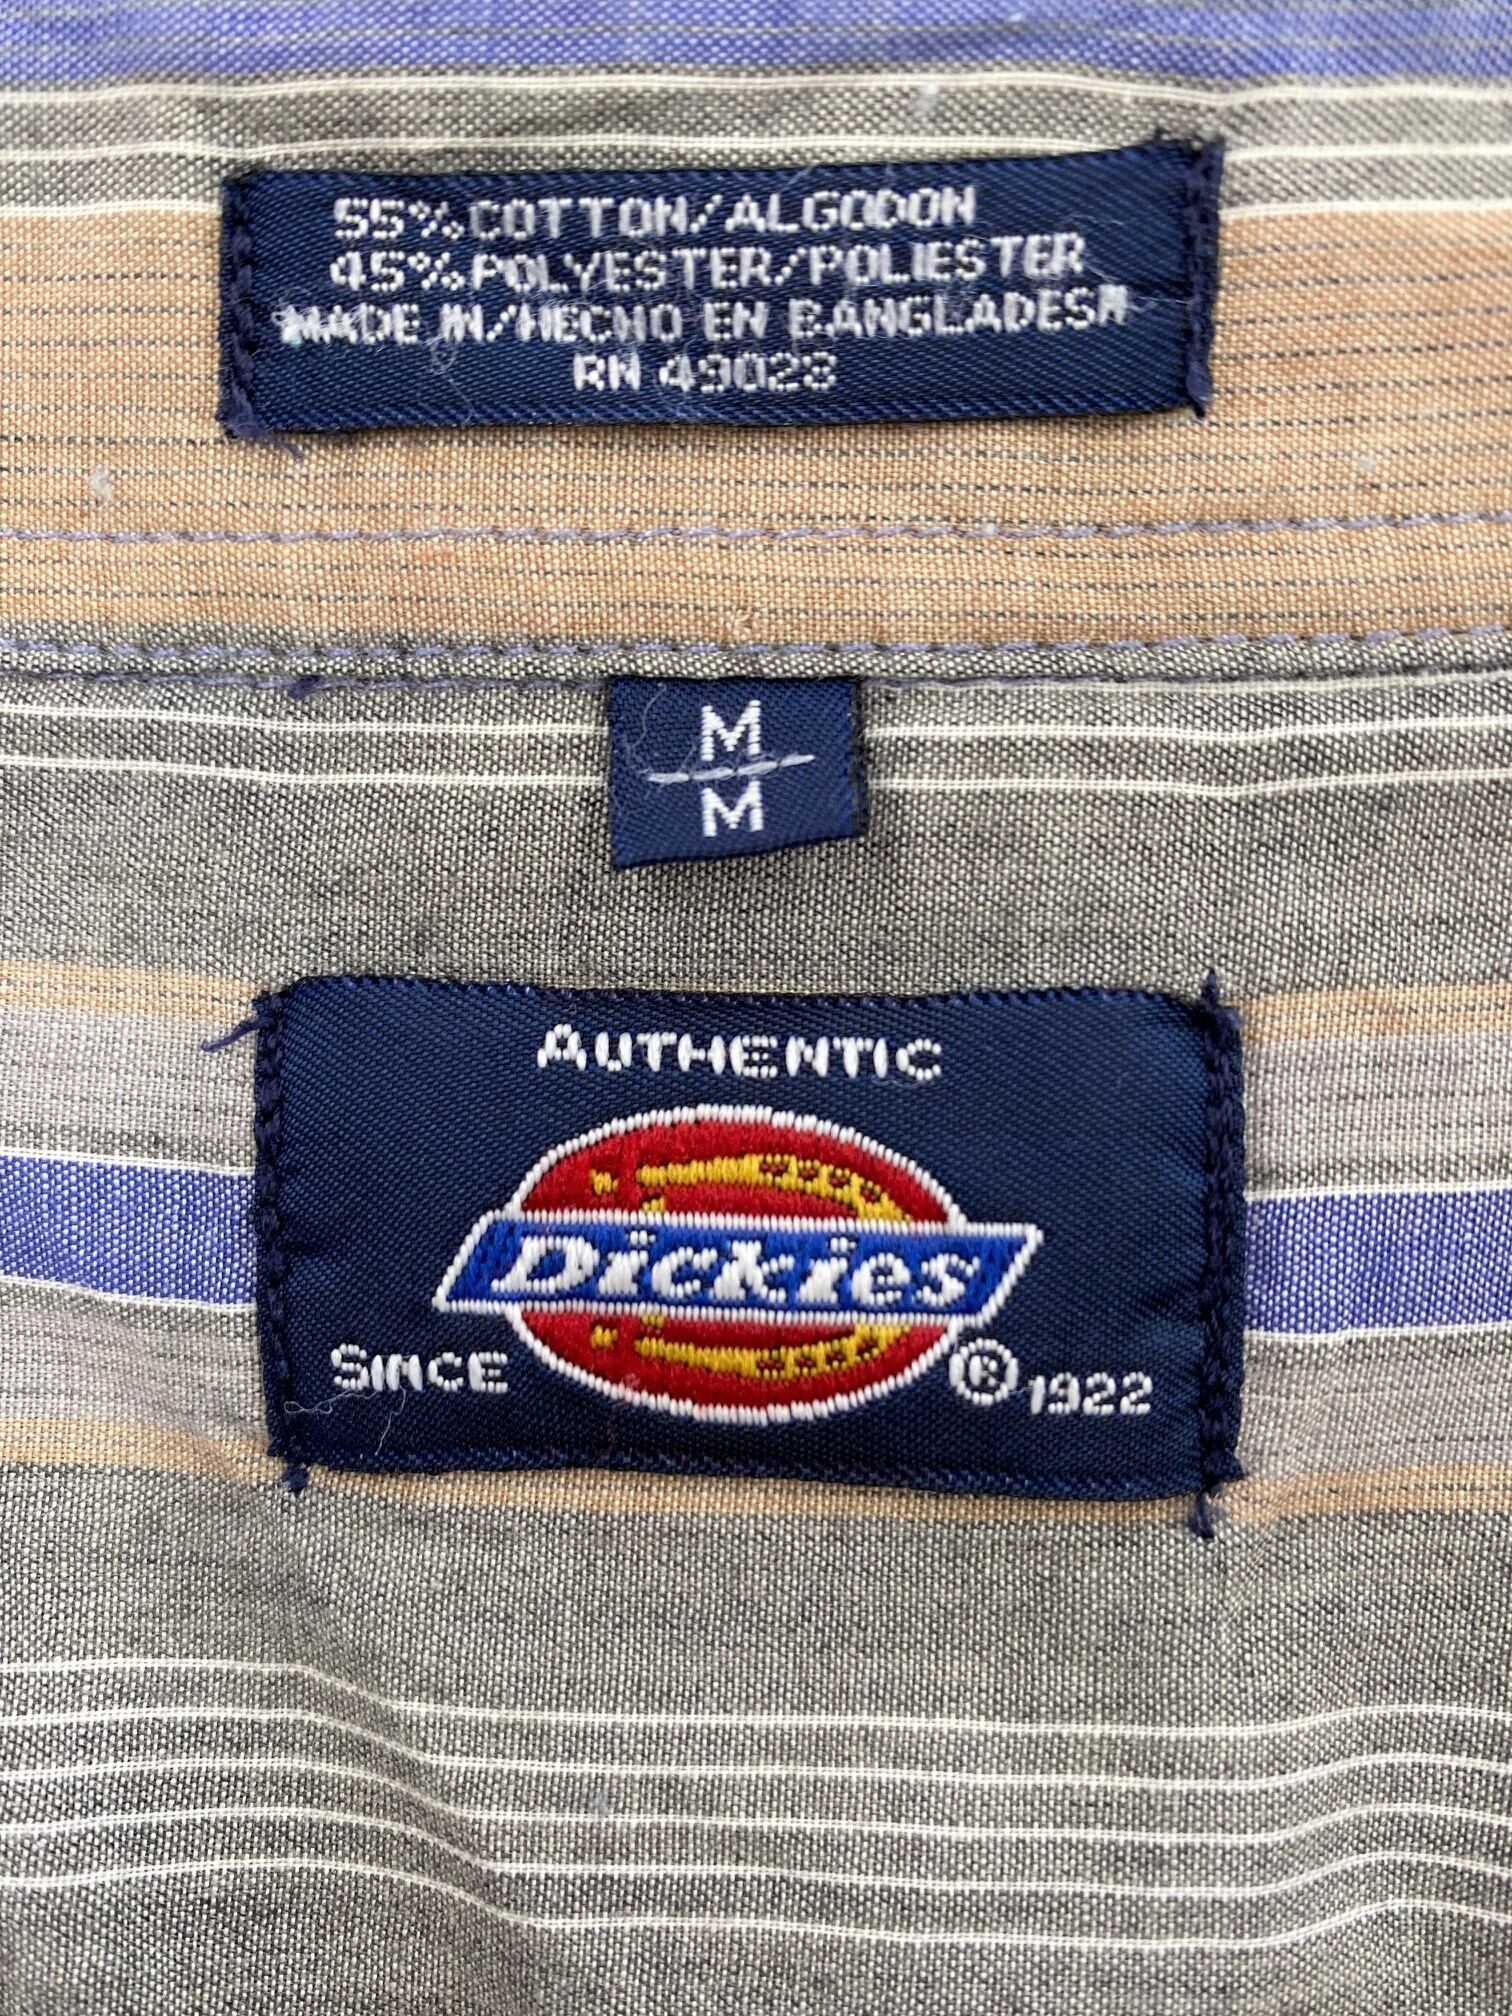 55% COTTON/ALGODON
45% POLYESTER/POLIESTER
MADE IN/HECHO EN BANGLADESH
RN 49023
M
M
AUTHENTIC
Dickies
SINCE ® 1922